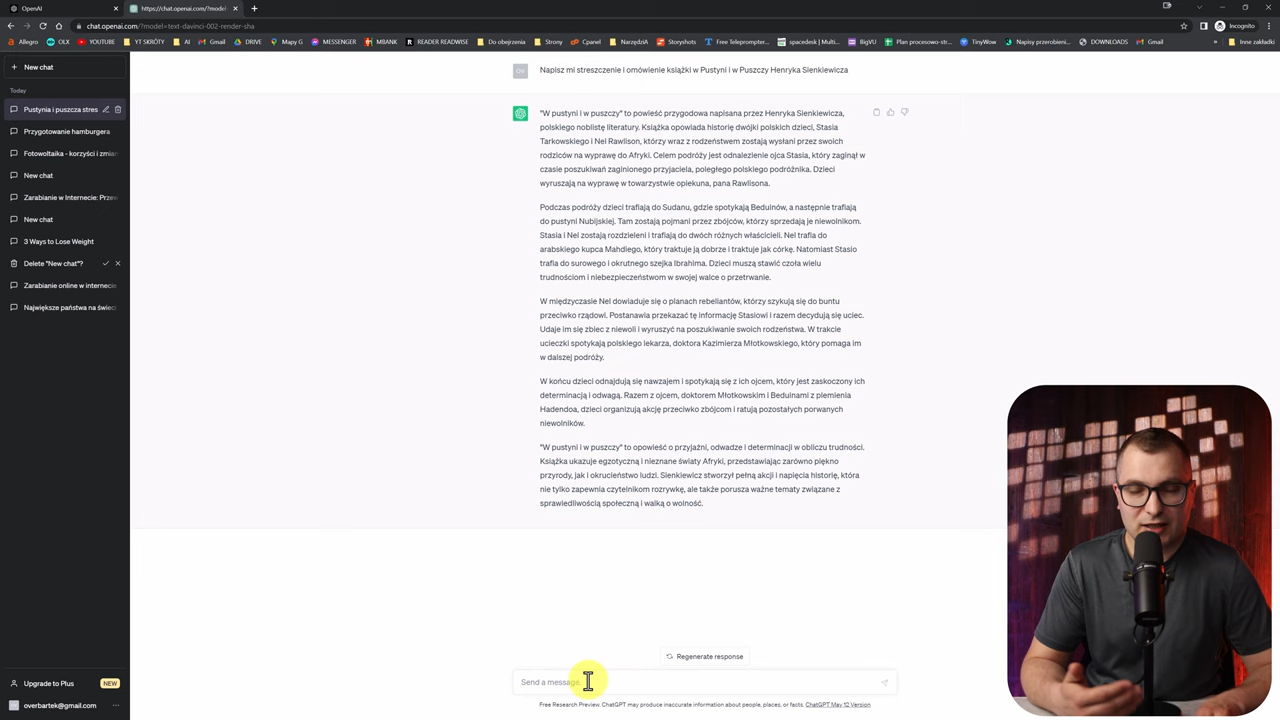 OpenAI
https://chat.openai.com/?model
chat.openai.com/?model=text-davinci-002-render-sha
Incognito
Allegro OLX YOUTUBE YT SKRÓTY AI Gmail DRIVE Mapy G MESSENGER MBANK READER READWISE Do obejrzenia Strony Cpanel NarzędziA Storyshots Free Teleprompter... spacedesk | Multi... BigVU Plan procesowo-st... TinyWow Napisy przerobieni... DOWNLOADS Gmail » Inne zakładki
New chat
Today
Pustynia i puszcza stres
Przygotowanie hamburgera
Fotowoltaika - korzyści i zmian
New chat
Zarabianie w Internecie: Przew
New chat
3 Ways to Lose Weight
Delete "New chat"?
Zarabianie online w internecie
Największe państwa na świeci
Upgrade to Plus NEW
overbartek@gmail.com
OV
Napisz mi streszczenie i omówienie książki w Pustyni i w Puszczy Henryka Sienkiewicza
"W pustyni i w puszczy" to powieść przygodowa napisana przez Henryka Sienkiewicza,
polskiego noblistę literatury. Książka opowiada historię dwójki polskich dzieci, Stasia
Tarkowskiego i Nel Rawlison, którzy wraz z rodzeństwem zostają wysłani przez swoich
rodziców na wyprawę do Afryki. Celem podróży jest odnalezienie ojca Stasia, który zaginął w
czasie poszukiwań zaginionego przyjaciela, poległego polskiego podróżnika. Dzieci
wyruszają na wyprawę w towarzystwie opiekuna, pana Rawlisona.
Podczas podróży dzieci trafiają do Sudanu, gdzie spotykają Beduinów, a następnie trafiają
do pustyni Nubijskiej. Tam zostają pojmani przez zbójców, którzy sprzedają je niewolnikom.
Stasia i Nel zostają rozdzieleni i trafiają do dwóch różnych właścicieli. Nel trafia do
arabskiego kupca Mahdiego, który traktuje ją dobrze i traktuje jak córkę. Natomiast Stasio
trafia do surowego i okrutnego szejka Ibrahima. Dzieci muszą stawić czoła wielu
trudnościom i niebezpieczeństwom w swojej walce o przetrwanie.
W międzyczasie Nel dowiaduje się o planach rebeliantów, którzy szykują się do buntu
przeciwko rządowi. Postanawia przekazać tę informację Stasiowi i razem decydują się uciec.
Udaje im się zbiec z niewoli i wyruszyć na poszukiwanie swoich rodzeństwa. W trakcie
ucieczki spotykają polskiego lekarza, doktora Kazimierza Młotkowskiego, który pomaga im
w dalszej podróży.
W końcu dzieci odnajdują się nawzajem i spotykają się z ich ojcem, który jest zaskoczony ich
determinacją i odwagą. Razem z ojcem, doktorem Młotkowskim i Beduinami z plemienia
Hadendoa, dzieci organizują akcję przeciwko zbójcom i ratują pozostałych porwanych
niewolników.
"W pustyni i w puszczy" to opowieść o przyjaźni, odwadze i determinacji w obliczu trudności.
Książka ukazuje egzotyczną i nieznane światy Afryki, przedstawiając zarówno piękno
przyrody, jak i okrucieństwo ludzi. Sienkiewicz stworzył pełną akcji i napięcia historię, która
nie tylko zapewnia czytelnikom rozrywkę, ale także porusza ważne tematy związane z
sprawiedliwością społeczną i walką o wolność.
Regenerate response
Send a message.
Free Research Preview. ChatGPT may produce inaccurate information about people, places, or facts. ChatGPT May 12 Version